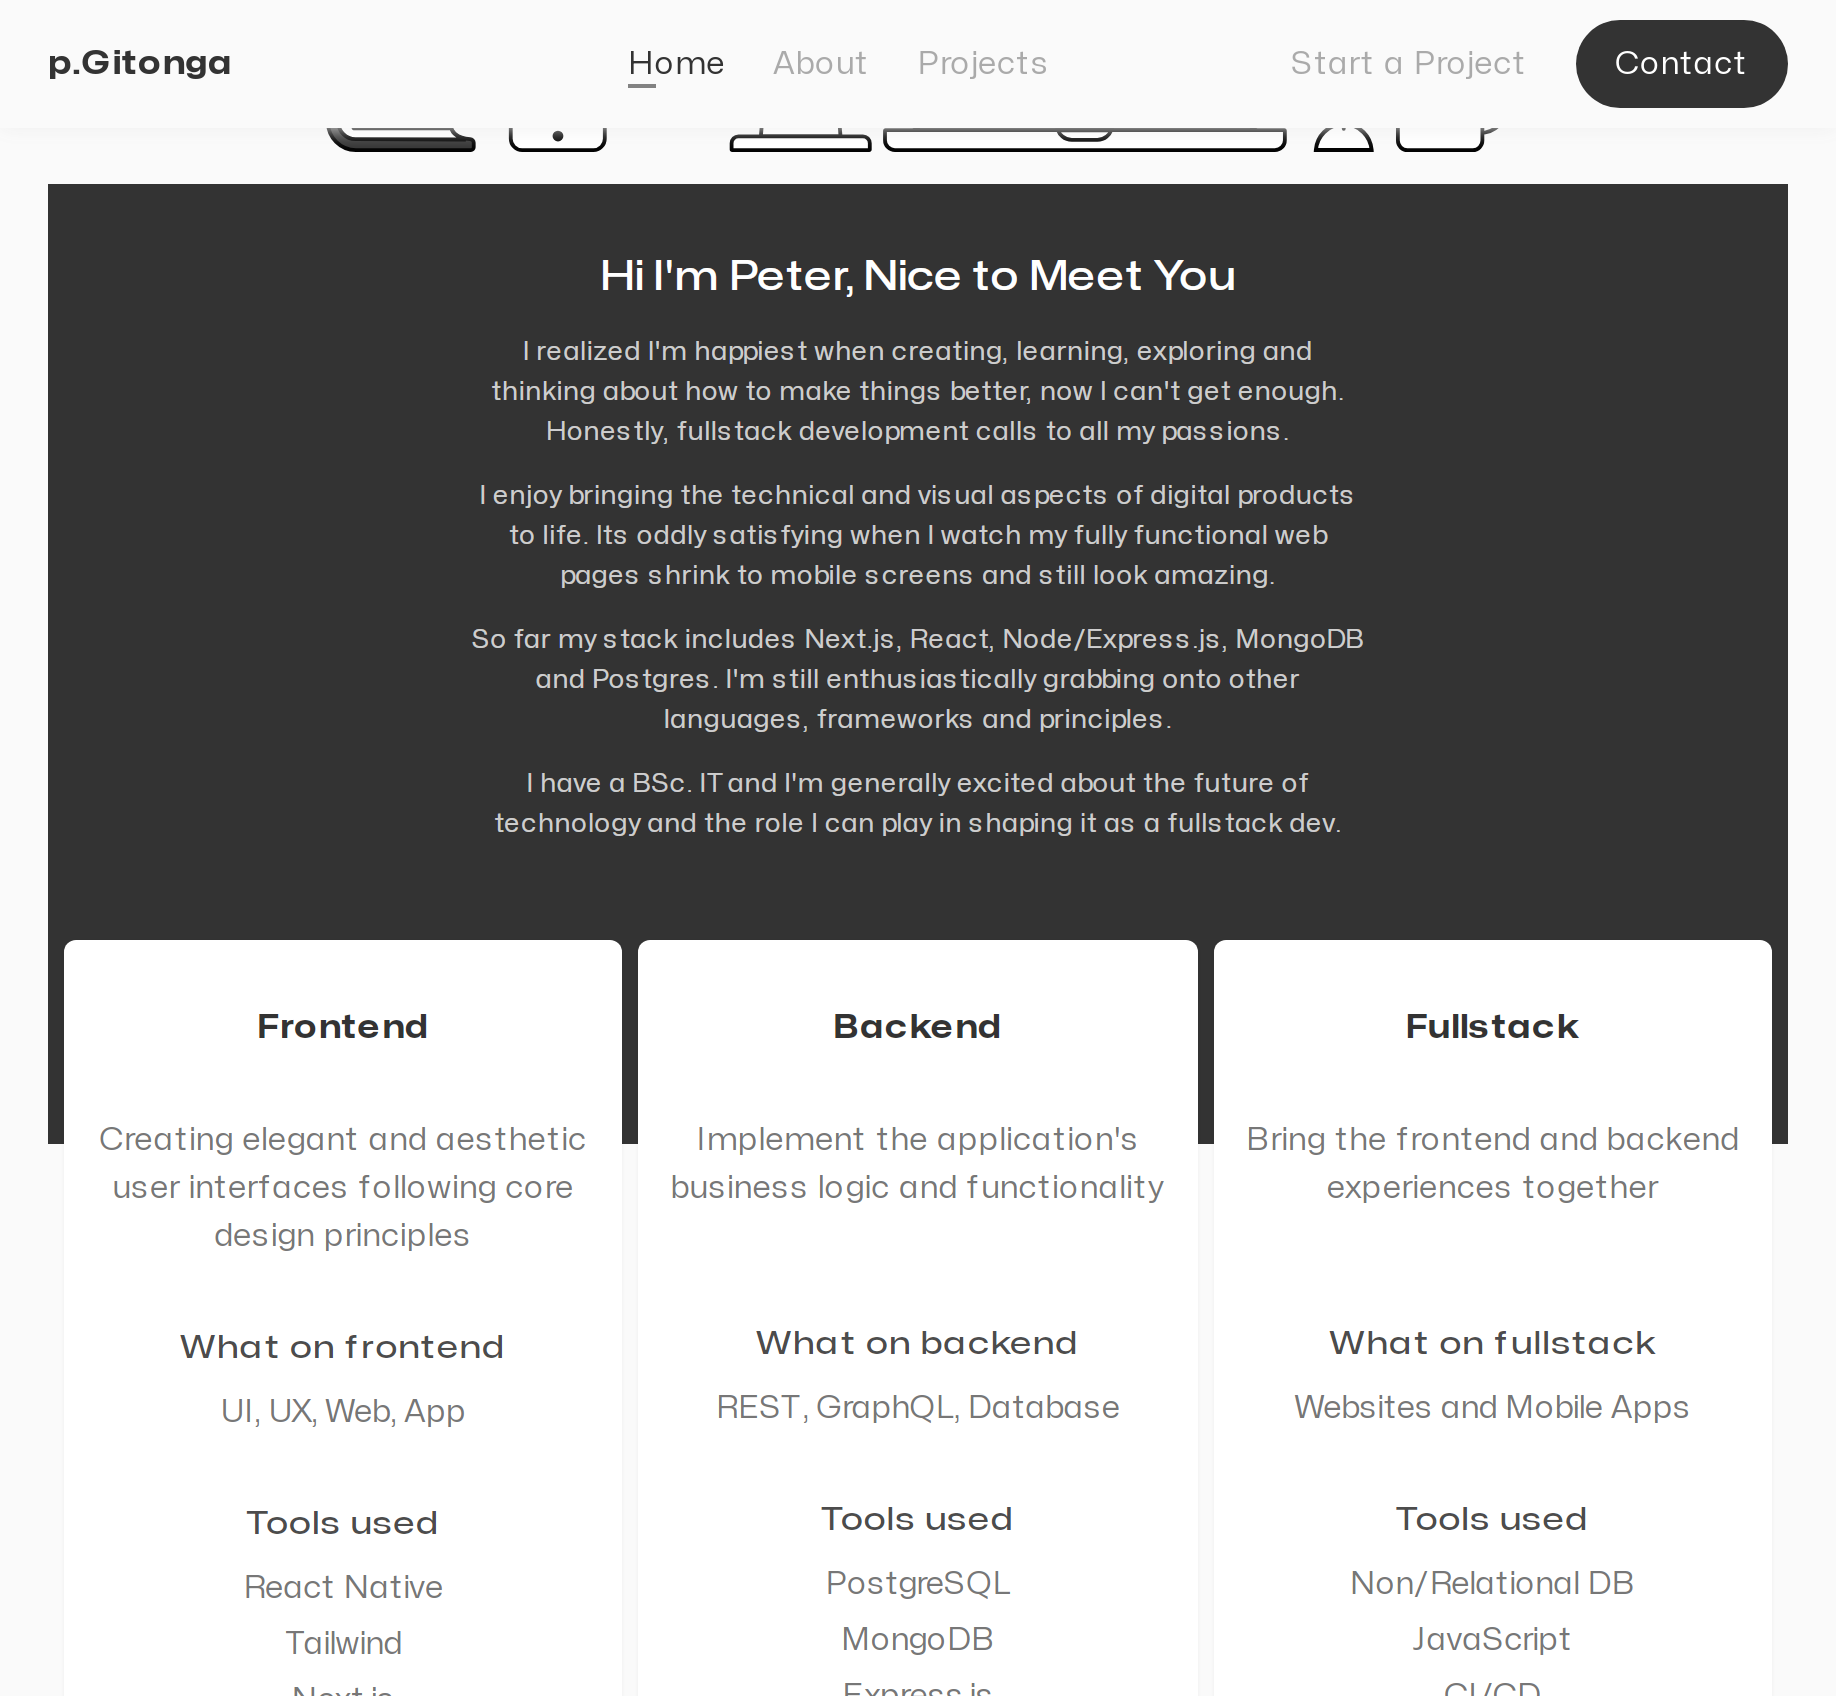 p.Gitonga
Home About Projects
Start a Project
Contact
Hi I'm Peter, Nice to Meet You
I realized I'm happiest when creating, learning, exploring and
thinking about how to make things better, now I can't get enough.
Honestly, fullstack development calls to all my passions.
I enjoy bringing the technical and visual aspects of digital products
to life. Its oddly satisfying when I watch my fully functional web
pages shrink to mobile screens and still look amazing.
So far my stack includes Next.js, React, Node/Express.js, MongoDB
and Postgres. I'm still enthusiastically grabbing onto other
languages, frameworks and principles.
I have a BSc. IT and I'm generally excited about the future of
technology and the role I can play in shaping it as a fullstack dev.
Frontend
Creating elegant and aesthetic
user interfaces following core
design principles
What on frontend
UI, UX, Web, App
Tools used
React Native
Tailwind
Next.js
Backend
Implement the application's
business logic and functionality
What on backend
REST, GraphQL, Database
Tools used
PostgreSQL
MongoDB
Express.js
Fullstack
Bring the frontend and backend
experiences together
What on fullstack
Websites and Mobile Apps
Tools used
Non/Relational DB
JavaScript
CI/CD